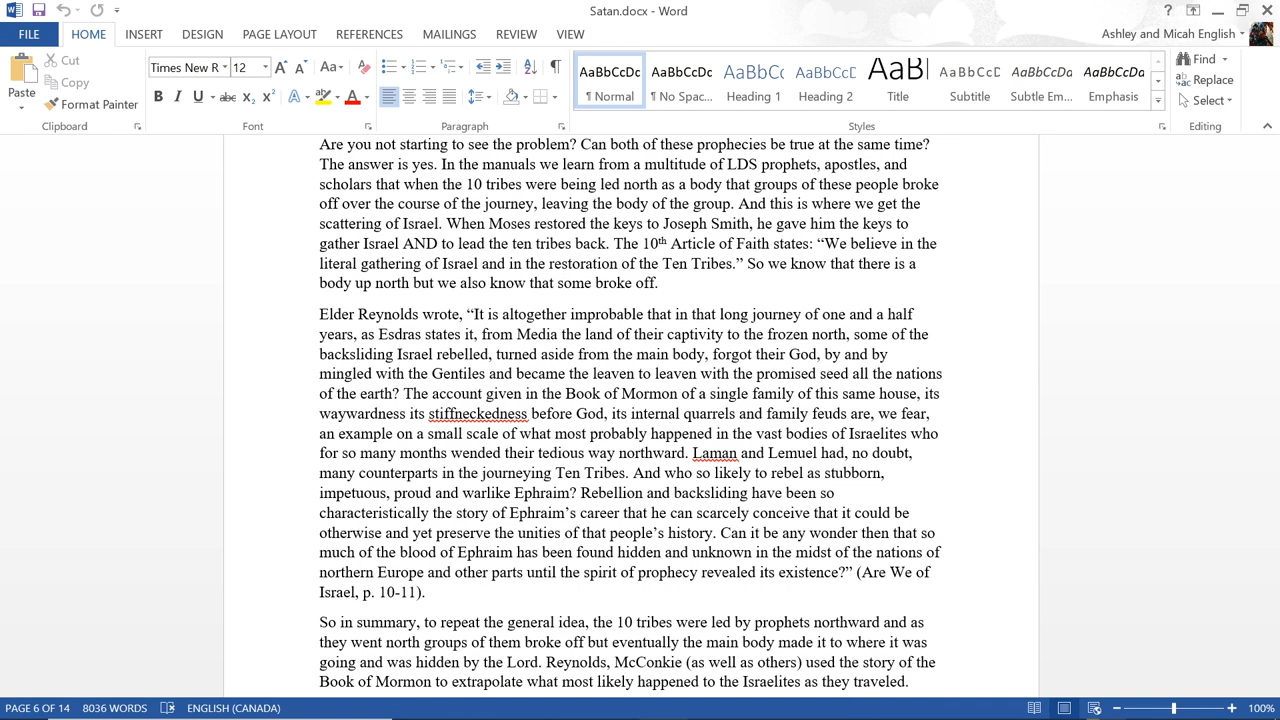 Satan.docx - Word
FILE HOME INSERT DESIGN PAGE LAYOUT REFERENCES MAILINGS REVIEW VIEW Ashley and Micah English
Paste Cut Copy Format Painter
Times New R 12
AaBbCcDc AaBbCcDc AaBbCc AaBbCcD AaBbl AaBbCcD AaBbCcDc AaBbCcDc
¶ Normal ¶ No Spac... Heading 1 Heading 2 Title Subtitle Subtle Em... Emphasis
Find Replace Select
Clipboard Font Paragraph Styles Editing
Are you not starting to see the problem? Can both of these prophecies be true at the same time?
The answer is yes. In the manuals we learn from a multitude of LDS prophets, apostles, and
scholars that when the 10 tribes were being led north as a body that groups of these people broke
off over the course of the journey, leaving the body of the group. And this is where we get the
scattering of Israel. When Moses restored the keys to Joseph Smith, he gave him the keys to
gather Israel AND to lead the ten tribes back. The 10th Article of Faith states: “We believe in the
literal gathering of Israel and in the restoration of the Ten Tribes.” So we know that there is a
body up north but we also know that some broke off.
Elder Reynolds wrote, “It is altogether improbable that in that long journey of one and a half
years, as Esdras states it, from Media the land of their captivity to the frozen north, some of the
backsliding Israel rebelled, turned aside from the main body, forgot their God, by and by
mingled with the Gentiles and became the leaven to leaven with the promised seed all the nations
of the earth? The account given in the Book of Mormon of a single family of this same house, its
waywardness its stiffneckedness before God, its internal quarrels and family feuds are, we fear,
an example on a small scale of what most probably happened in the vast bodies of Israelites who
for so many months wended their tedious way northward. Laman and Lemuel had, no doubt,
many counterparts in the journeying Ten Tribes. And who so likely to rebel as stubborn,
impetuous, proud and warlike Ephraim? Rebellion and backsliding have been so
characteristically the story of Ephraim’s career that he can scarcely conceive that it could be
otherwise and yet preserve the unities of that people’s history. Can it be any wonder then that so
much of the blood of Ephraim has been found hidden and unknown in the midst of the nations of
northern Europe and other parts until the spirit of prophecy revealed its existence?” (Are We of
Israel, p. 10-11).
So in summary, to repeat the general idea, the 10 tribes were led by prophets northward and as
they went north groups of them broke off but eventually the main body made it to where it was
going and was hidden by the Lord. Reynolds, McConkie (as well as others) used the story of the
Book of Mormon to extrapolate what most likely happened to the Israelites as they traveled.
PAGE 6 OF 14 8036 WORDS ENGLISH (CANADA) 100%